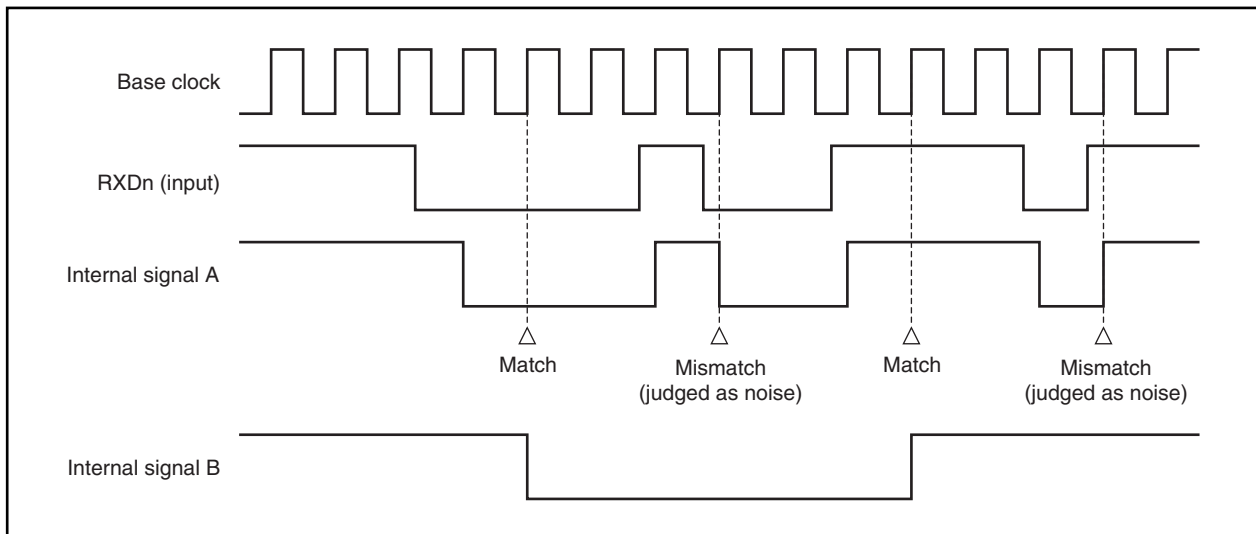 Base clock
RXDn (input)
Internal signal A
Match
Mismatch
(judged as noise)
Match
Mismatch
(judged as noise)
Internal signal B